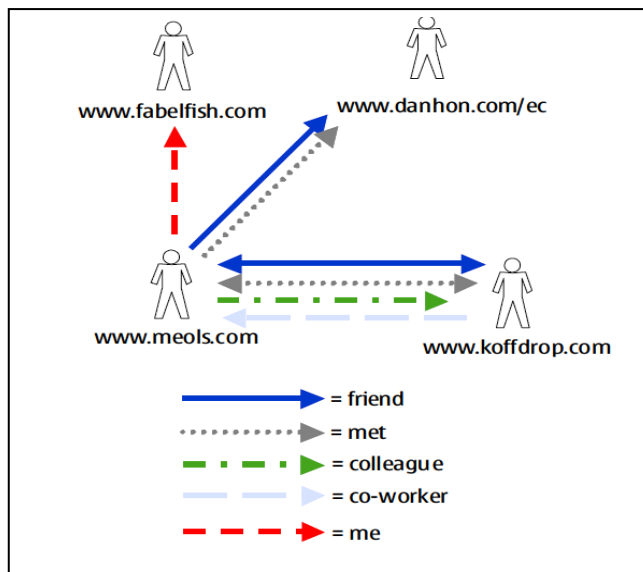 www.fabelfish.com
www.danhon.com/ec
www.meols.com
www.koffdrop.com
= friend
= met
= colleague
= co-worker
= me